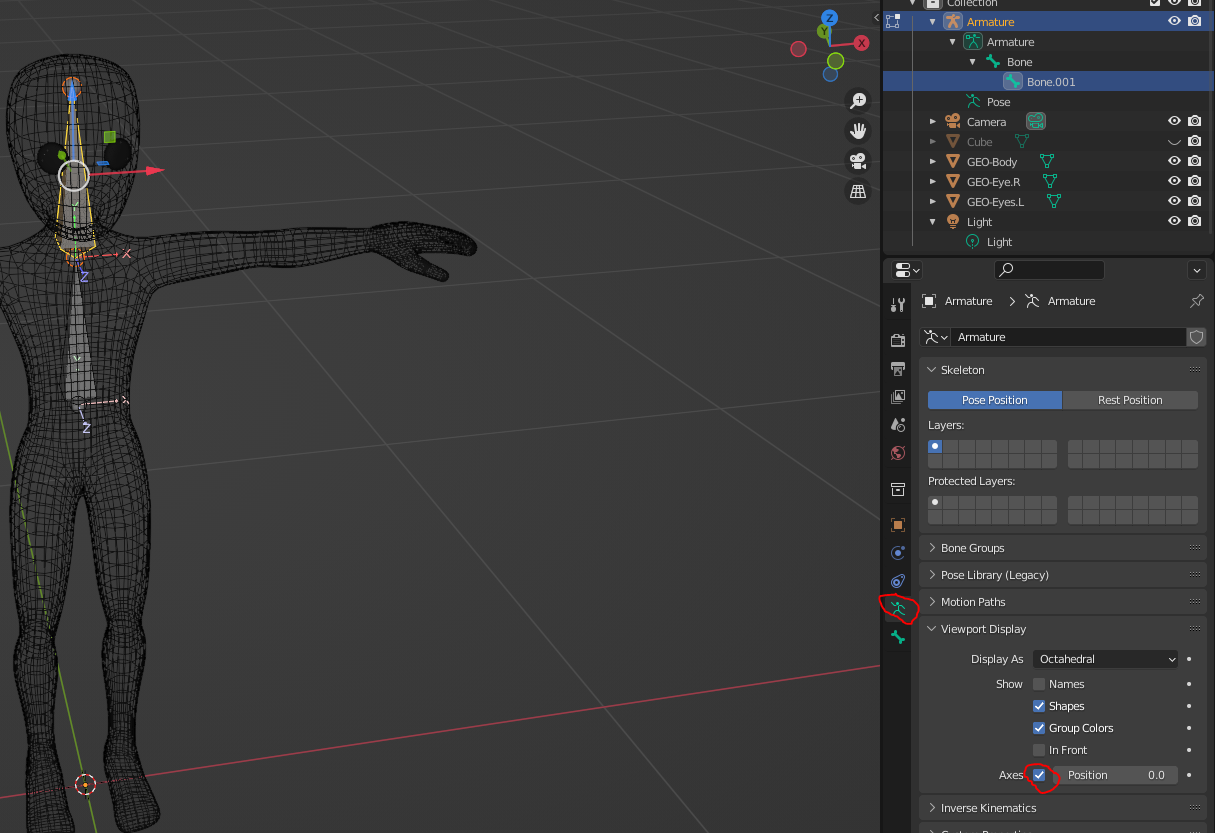 Collection
Z
Armature
Y
X
Armature
Bone
Bone.001
Pose
Camera
Cube
GEO-Body
GEO-Eye.R
GEO-Eyes.L
Light
X
Light
Z
Armature
Armature
Armature
Skeleton
Y
Pose Position
Rest Position
X
Layers:
Z
Protected Layers:
Bone Groups
Pose Library (Legacy)
Motion Paths
Viewport Display
Display As
Octahedral
Show
Names
Shapes
Group Colors
In Front
Axes
Position
0.0
Inverse Kinematics